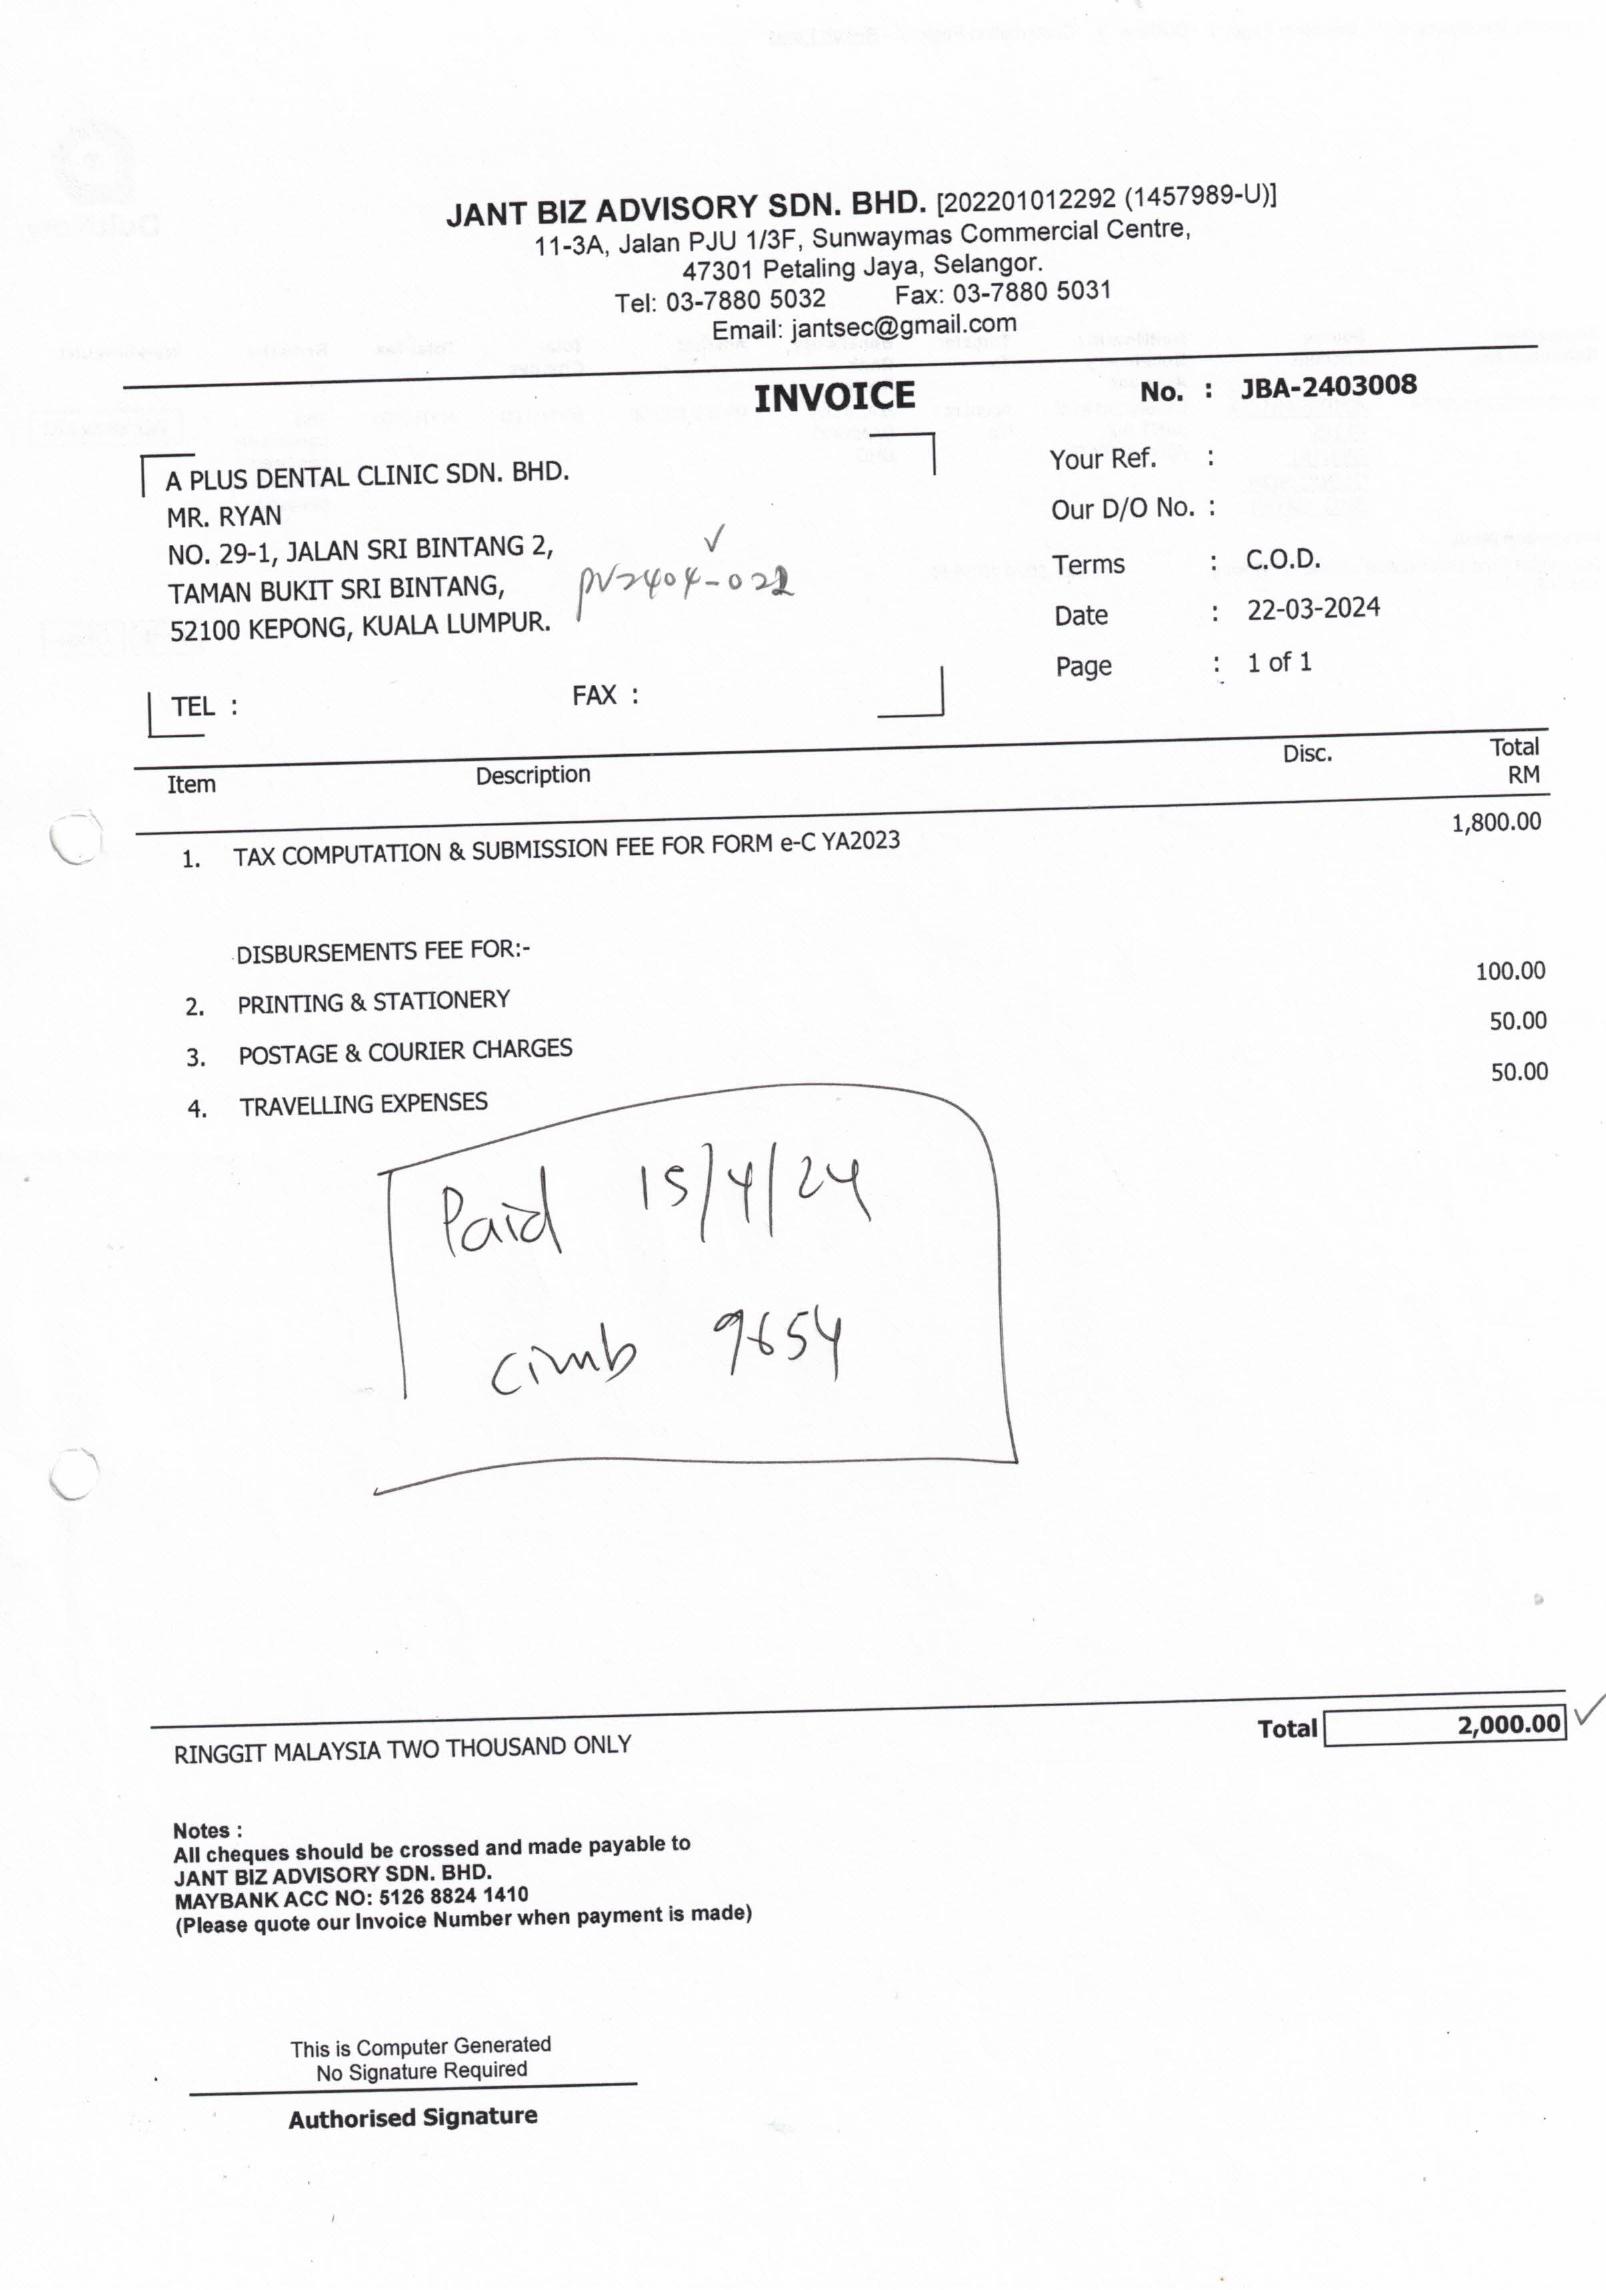 JANT BIZ ADVISORY SDN. BHD. [202201012292 (1457989-U)]
11-3A, Jalan PJU 1/3F, Sunwaymas Commercial Centre,
47301 Petaling Jaya, Selangor.
Tel: 03-7880 5032 Fax: 03-7880 5031
Email: jantsec@gmail.com
INVOICE No. : JBA-2403008
A PLUS DENTAL CLINIC SDN. BHD.
MR. RYAN
NO. 29-1, JALAN SRI BINTANG 2,
TAMAN BUKIT SRI BINTANG,
52100 KEPONG, KUALA LUMPUR.
PV2404-022
TEL : FAX :
Your Ref. :
Our D/O No. :
Terms : C.O.D.
Date : 22-03-2024
Page : 1 of 1
Item Description Disc. Total
RM
1. TAX COMPUTATION & SUBMISSION FEE FOR FORM e-C YA2023 1,800.00
DISBURSEMENTS FEE FOR:-
2. PRINTING & STATIONERY 100.00
3. POSTAGE & COURIER CHARGES 50.00
4. TRAVELLING EXPENSES 50.00
Paid 15/4/24
cimb 9654
RINGGIT MALAYSIA TWO THOUSAND ONLY Total 2,000.00
Notes :
All cheques should be crossed and made payable to
JANT BIZ ADVISORY SDN. BHD.
MAYBANK ACC NO: 5126 8824 1410
(Please quote our Invoice Number when payment is made)
This is Computer Generated
No Signature Required
Authorised Signature